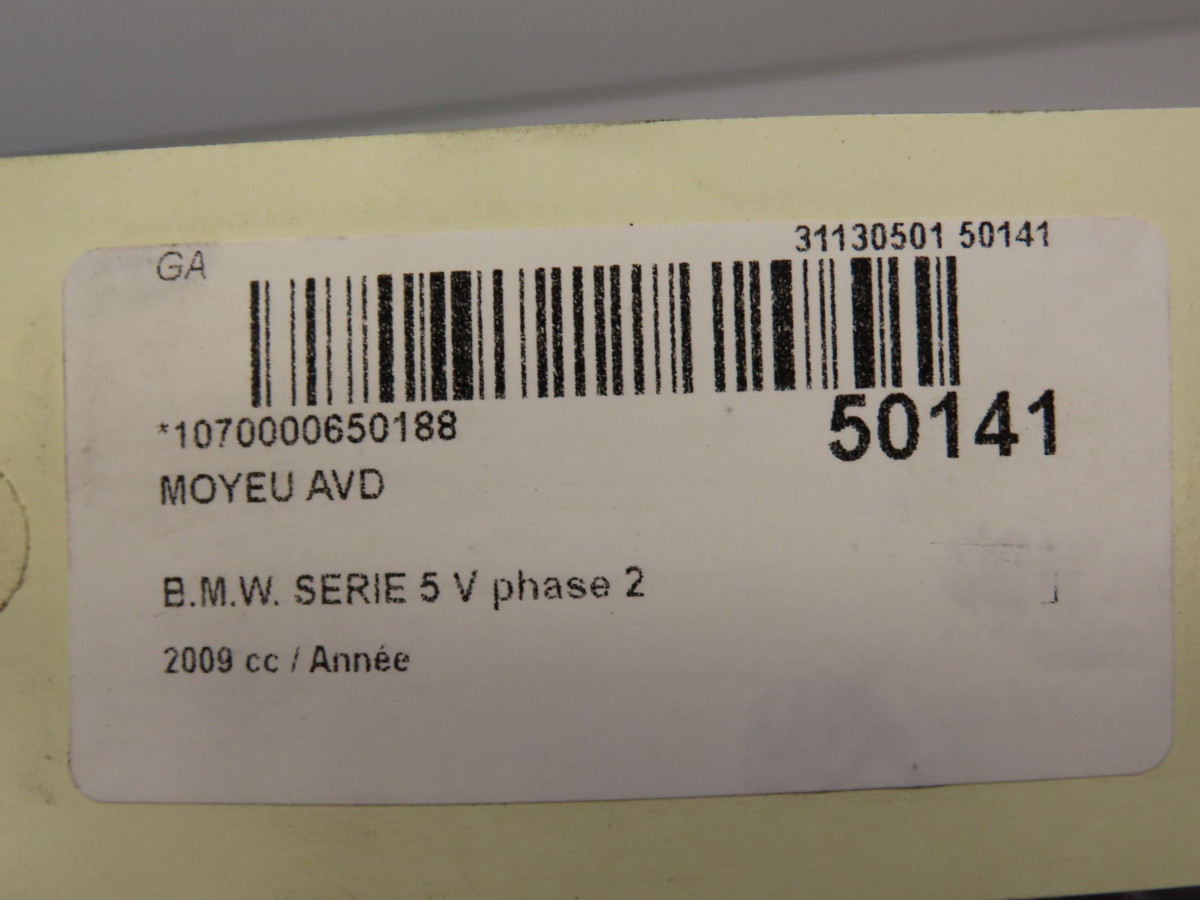 GA
31130501 50141
*1070000650188
50141
MOYEU AVD
B.M.W. SERIE 5 V phase 2
2009 cc / Année